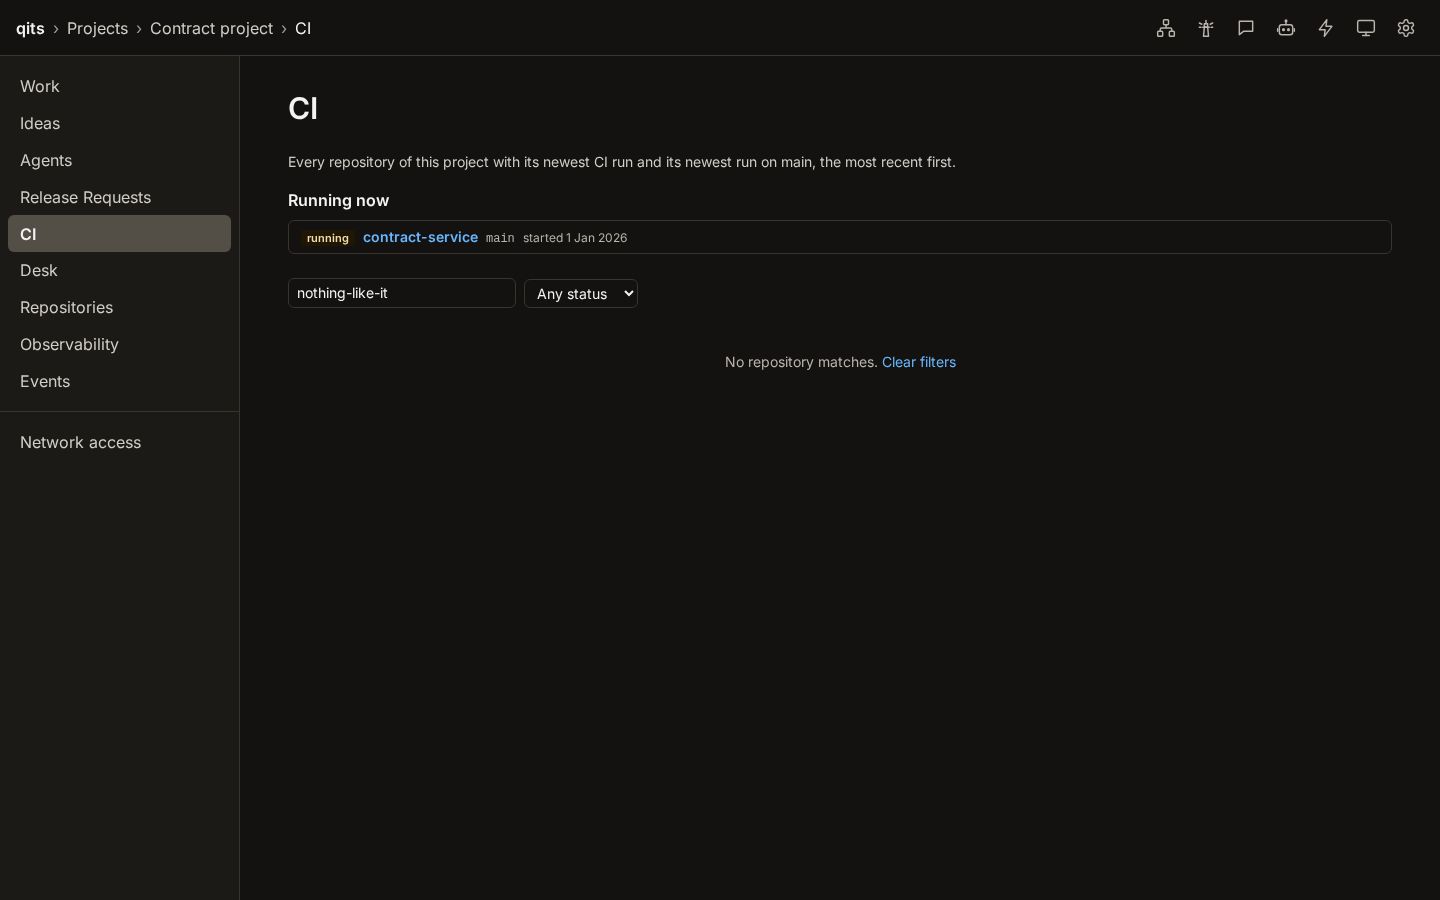 qits › Projects › Contract project › CI
Work
Ideas
Agents
Release Requests
CI
Desk
Repositories
Observability
Events
Network access
CI
Every repository of this project with its newest CI run and its newest run on main, the most recent first.
Running now
running contract-service main started 1 Jan 2026
nothing-like-it Any status
No repository matches. Clear filters